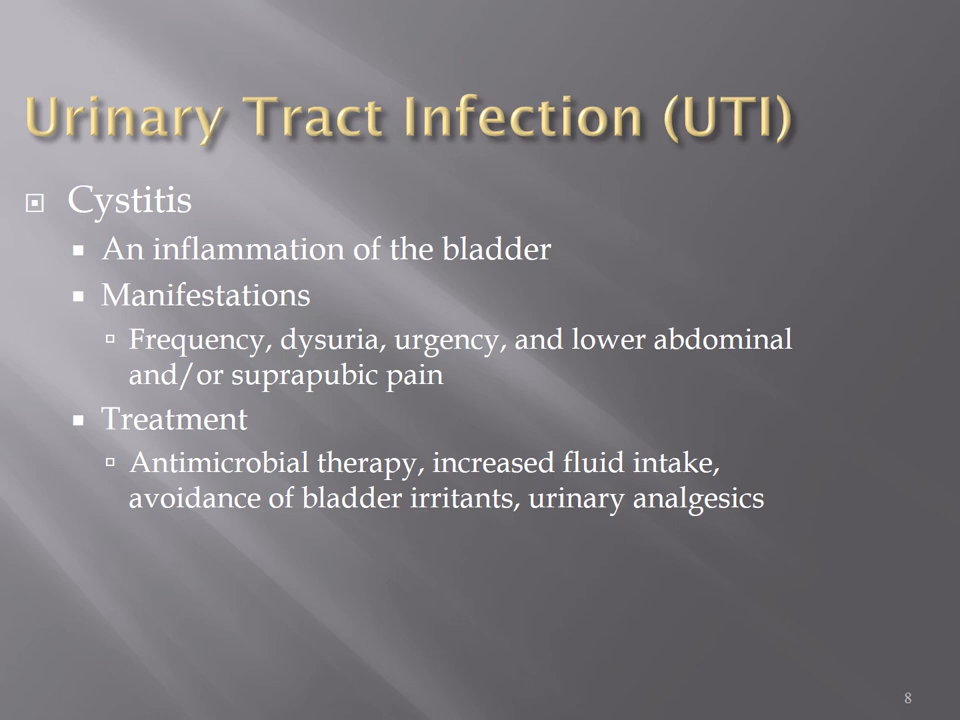 Urinary Tract Infection (UTI)
Cystitis
An inflammation of the bladder
Manifestations
Frequency, dysuria, urgency, and lower abdominal
and/or suprapubic pain
Treatment
Antimicrobial therapy, increased fluid intake,
avoidance of bladder irritants, urinary analgesics
8